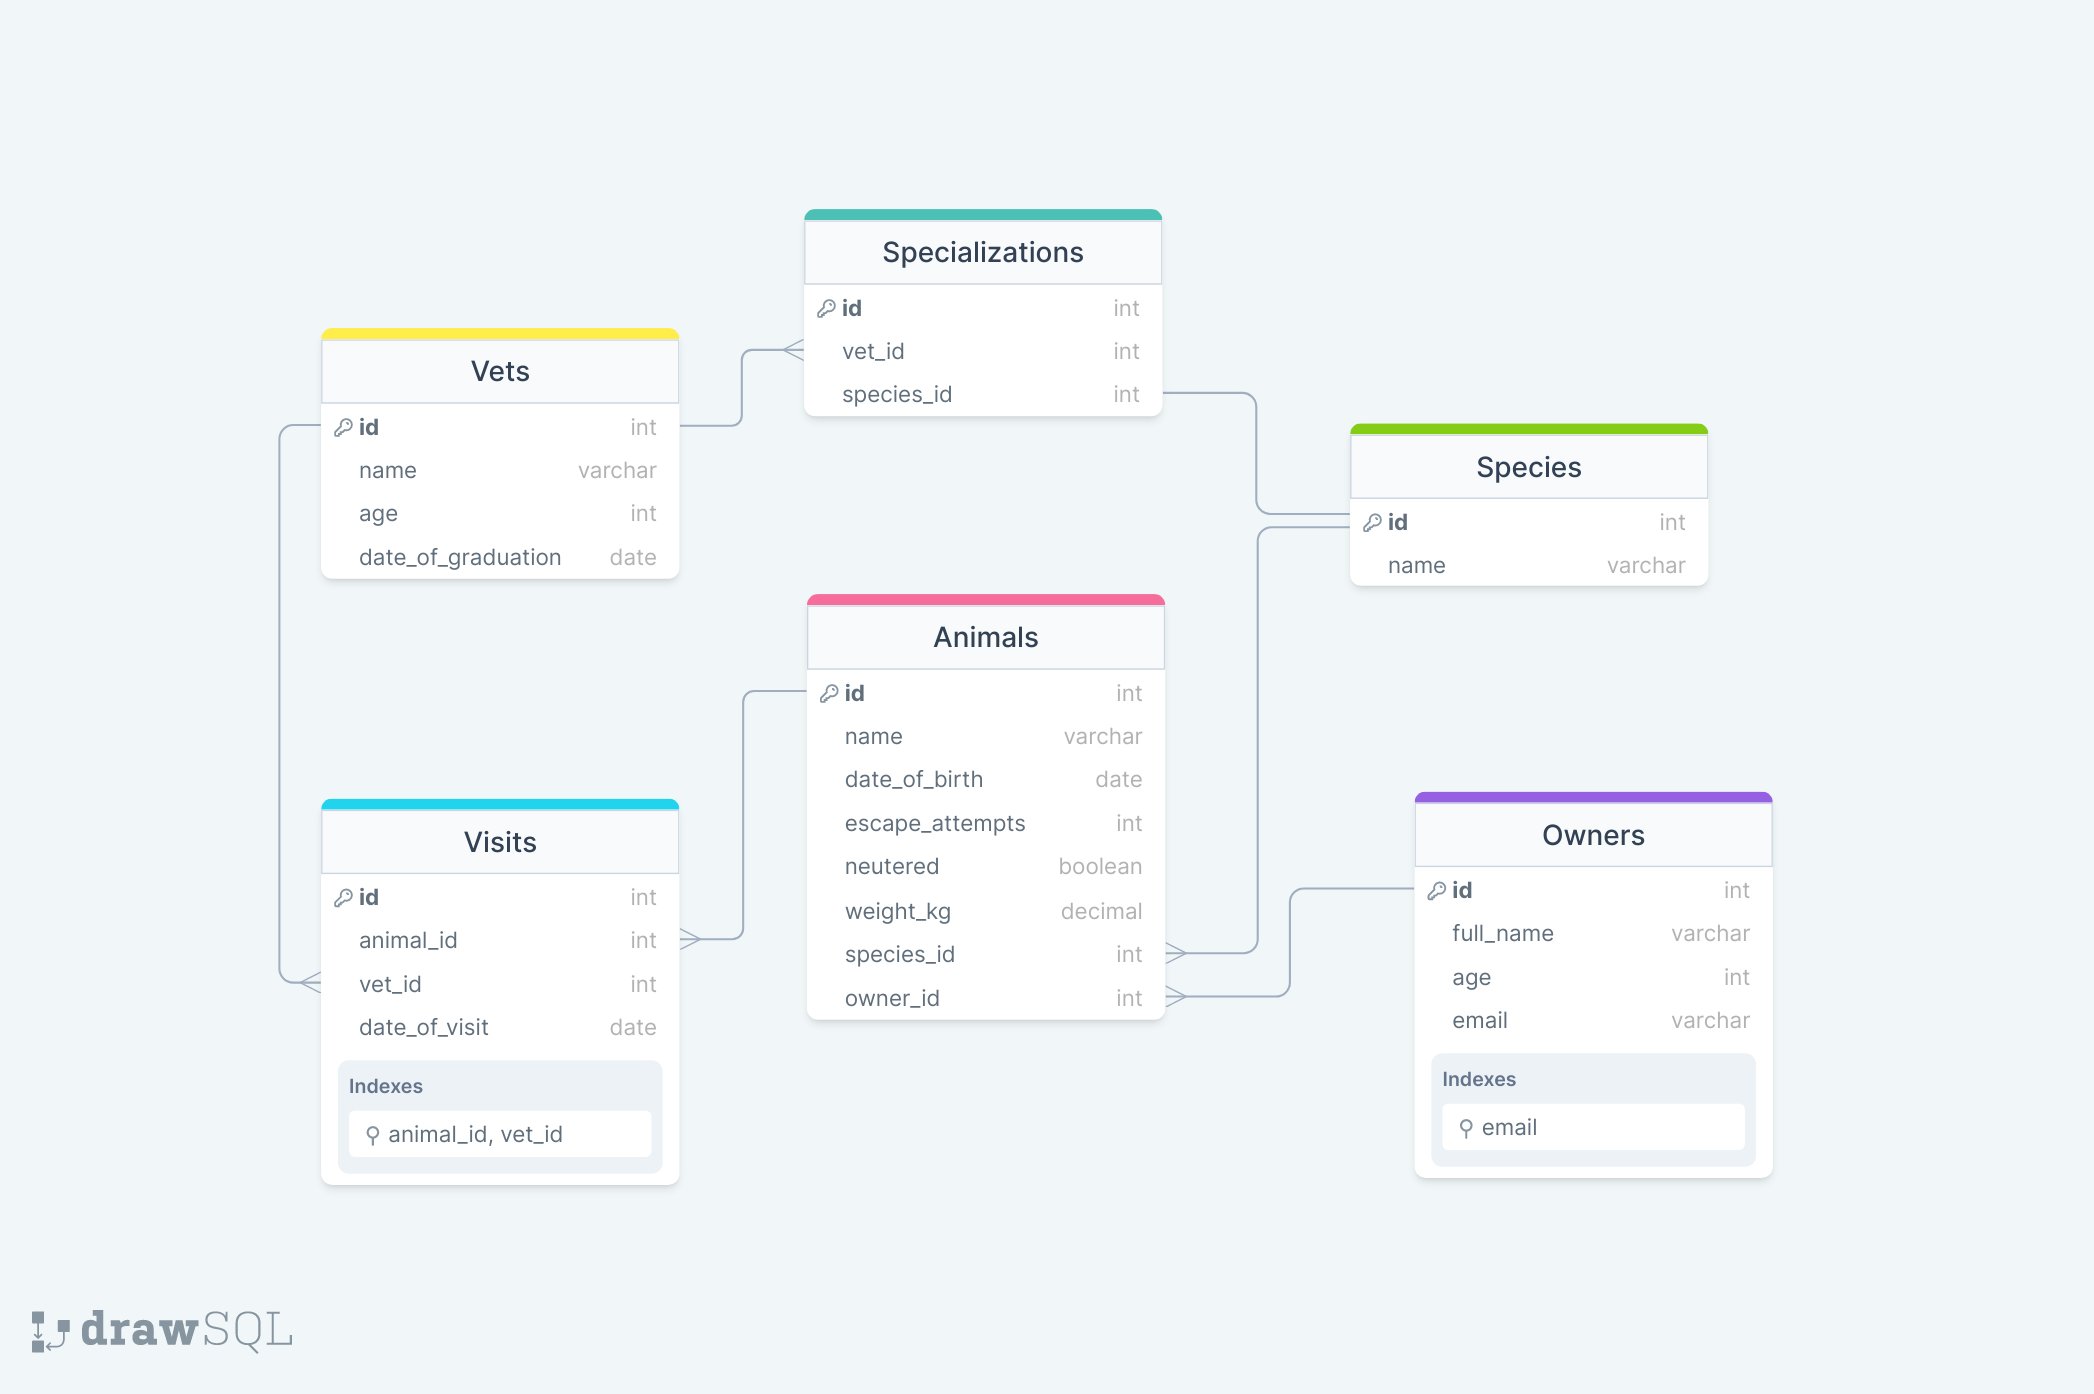 Specializations
id int
vet_id int
species_id int
Vets
id int
name varchar
age int
date_of_graduation date
Species
id int
name varchar
Animals
id int
name varchar
date_of_birth date
escape_attempts int
neutered boolean
weight_kg decimal
species_id int
owner_id int
Visits
id int
animal_id int
vet_id int
date_of_visit date
Indexes
animal_id, vet_id
Owners
id int
full_name varchar
age int
email varchar
Indexes
email
drawSQL